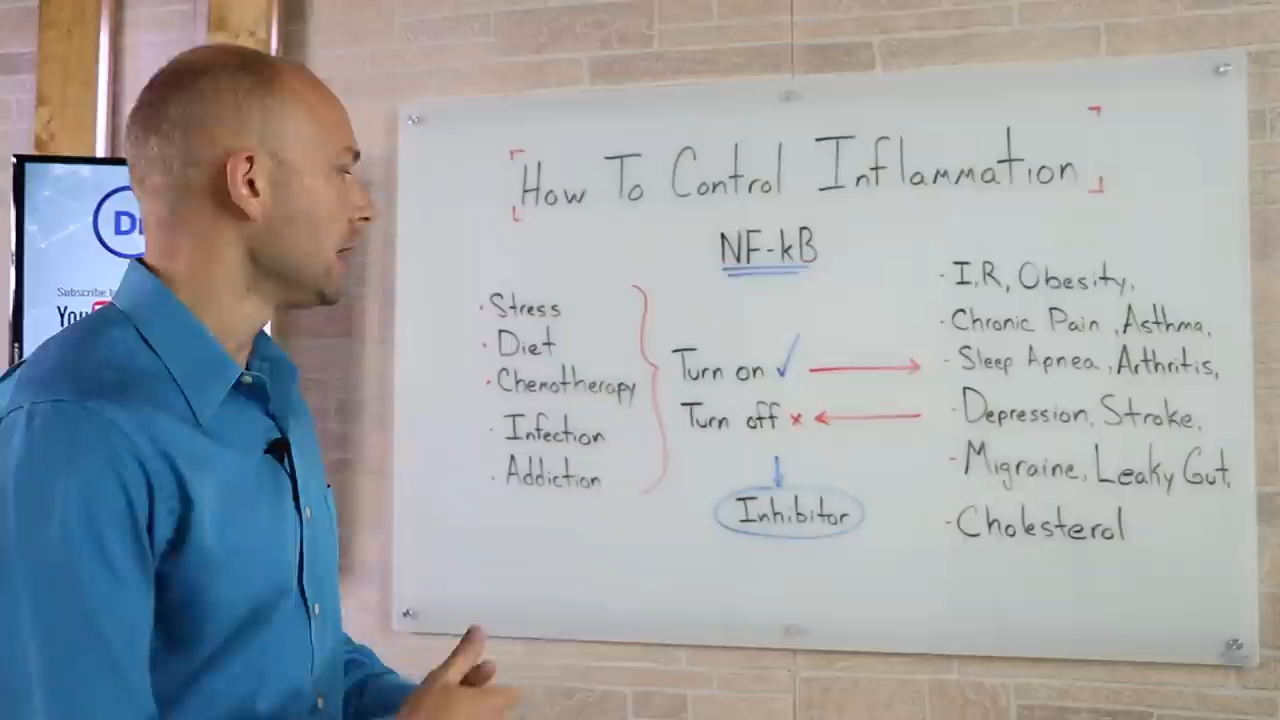 How To Control Inflammation
NF-kB
· Stress
· Diet
· Chemotherapy
· Infection
· Addiction
Turn on ✓
Turn off ×
Inhibitor
· I.R, Obesity,
· Chronic Pain, Asthma,
- Sleep Apnea, Arthritis,
- Depression, Stroke,
- Migraine, Leaky Gut,
- Cholesterol
Subscribe